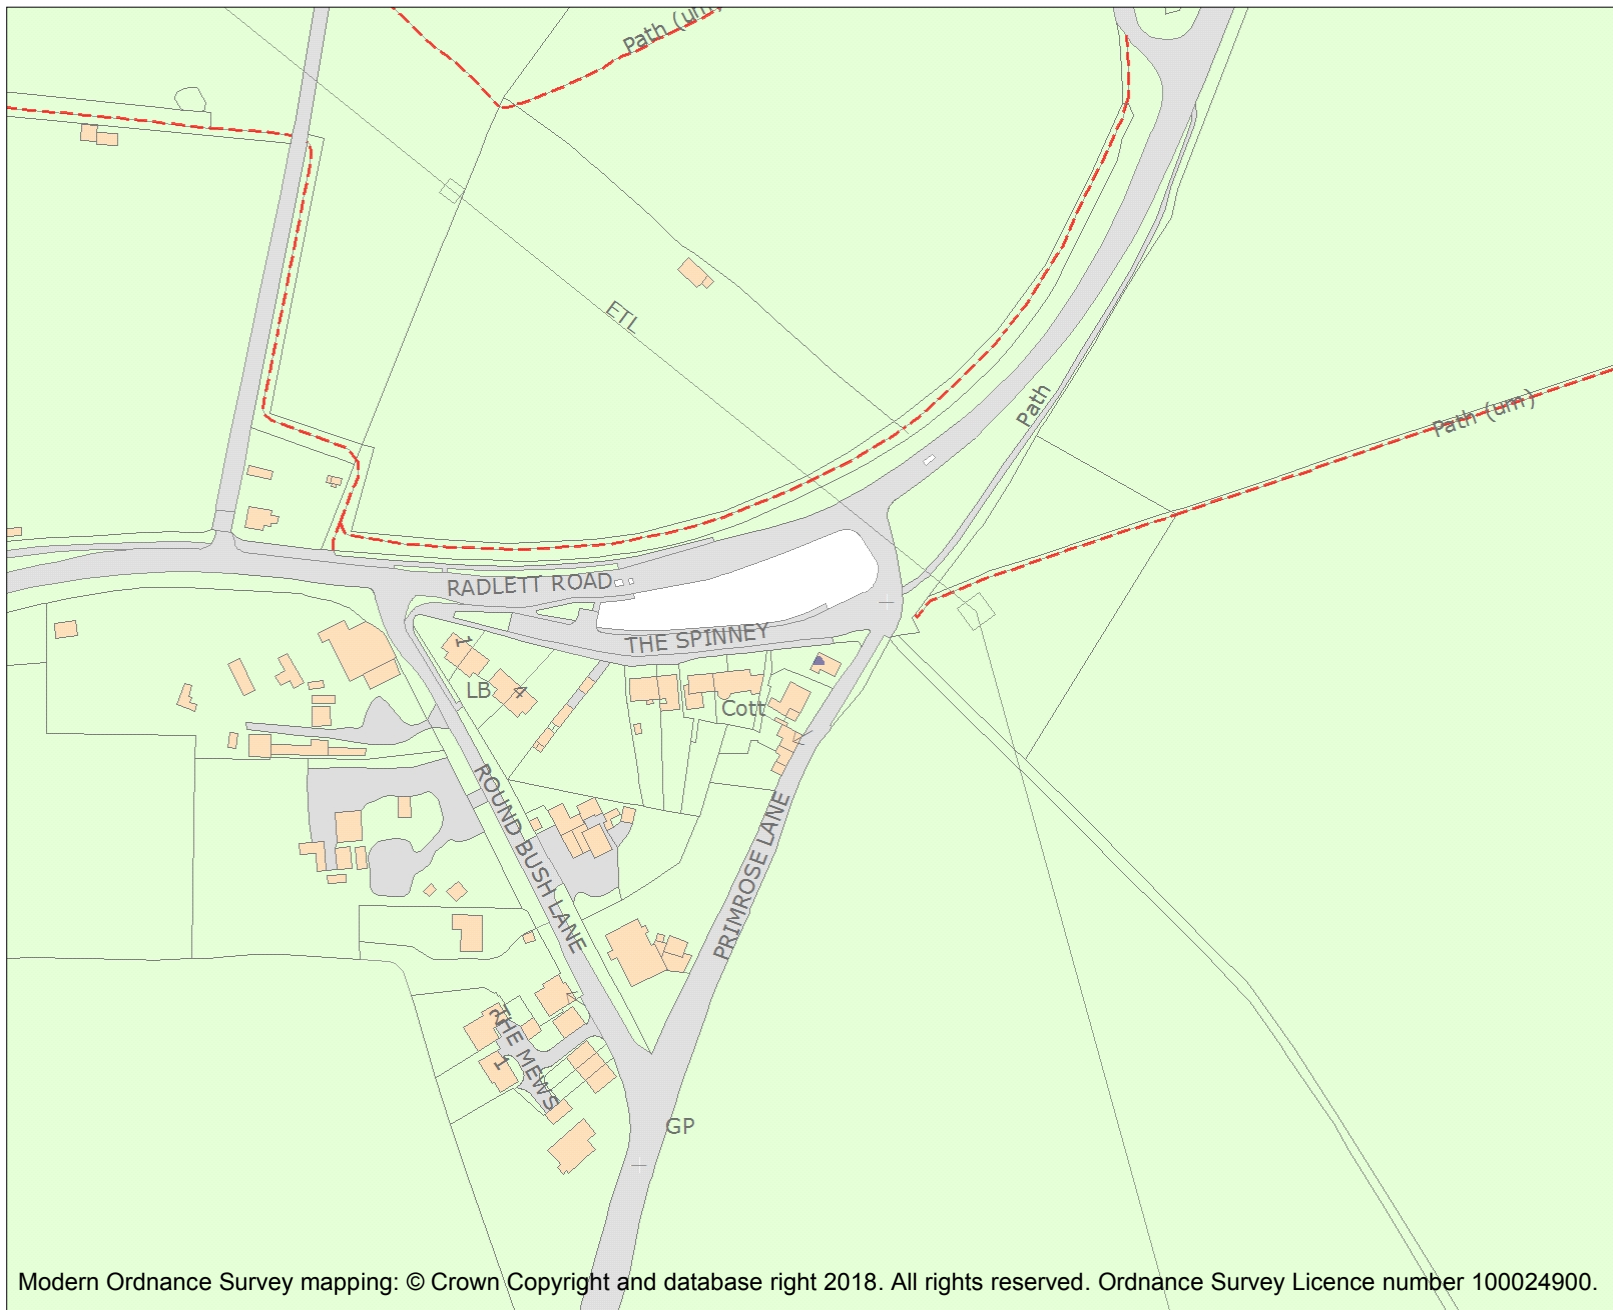 Path (um)
ETL
Path
Path (um)
RADLETT ROAD
THE SPINNEY
1
LB
4
Cott
ROUND BUSH LANE
PRIMROSE LANE
THE MEWS
1
GP
Modern Ordnance Survey mapping: © Crown Copyright and database right 2018. All rights reserved. Ordnance Survey Licence number 100024900.